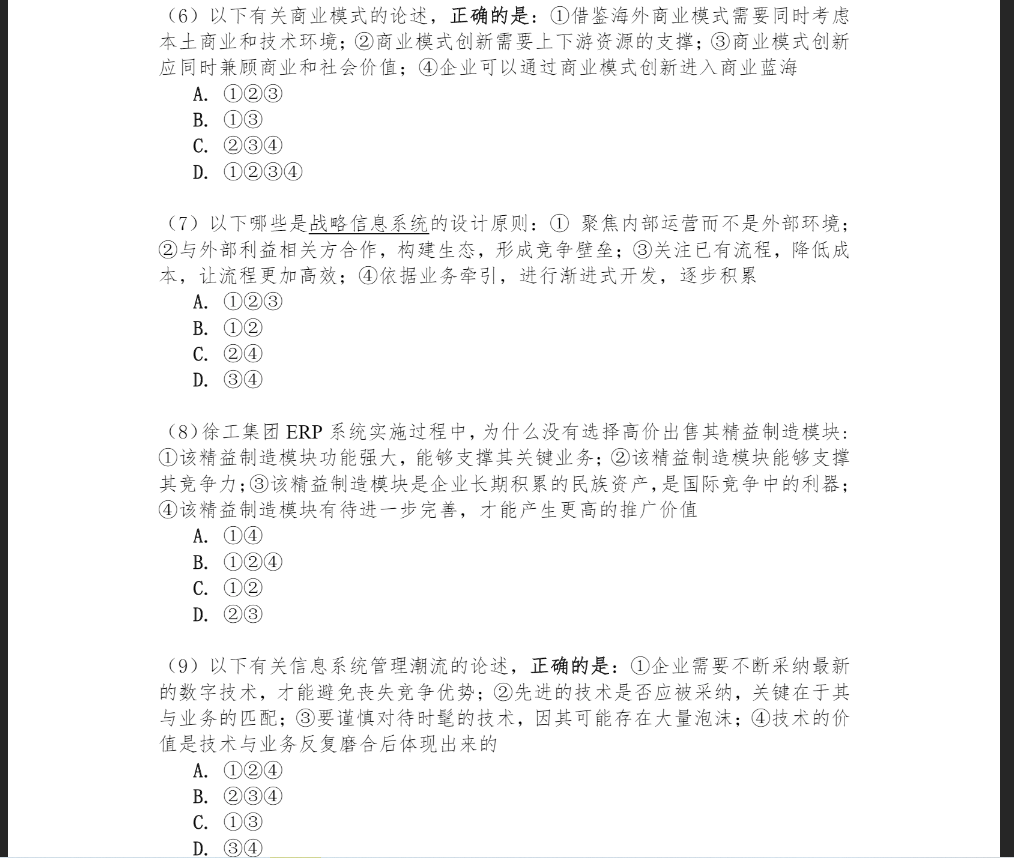 （6）以下有关商业模式的论述，正确的是：①借鉴海外商业模式需要同时考虑
本土商业和技术环境；②商业模式创新需要上下游资源的支撑；③商业模式创新
应同时兼顾商业和社会价值；④企业可以通过商业模式创新进入商业蓝海
A. ①②③
B. ①③
C. ②③④
D. ①②③④
（7）以下哪些是战略信息系统的设计原则：① 聚焦内部运营而不是外部环境；
②与外部利益相关方合作，构建生态，形成竞争壁垒；③关注已有流程，降低成
本，让流程更加高效；④依据业务牵引，进行渐进式开发，逐步积累
A. ①②③
B. ①②
C. ②④
D. ③④
（8）徐工集团 ERP 系统实施过程中，为什么没有选择高价出售其精益制造模块：
①该精益制造模块功能强大，能够支撑其关键业务；②该精益制造模块能够支撑
其竞争力；③该精益制造模块是企业长期积累的民族资产，是国际竞争中的利器；
④该精益制造模块有待进一步完善，才能产生更高的推广价值
A. ①④
B. ①②④
C. ①②
D. ②③
（9）以下有关信息系统管理潮流的论述，正确的是：①企业需要不断采纳最新
的数字技术，才能避免丧失竞争优势；②先进的技术是否应被采纳，关键在于其
与业务的匹配；③要谨慎对待时髦的技术，因其可能存在大量泡沫；④技术的价
值是技术与业务反复磨合后体现出来的
A. ①②④
B. ②③④
C. ①③
D. ③④